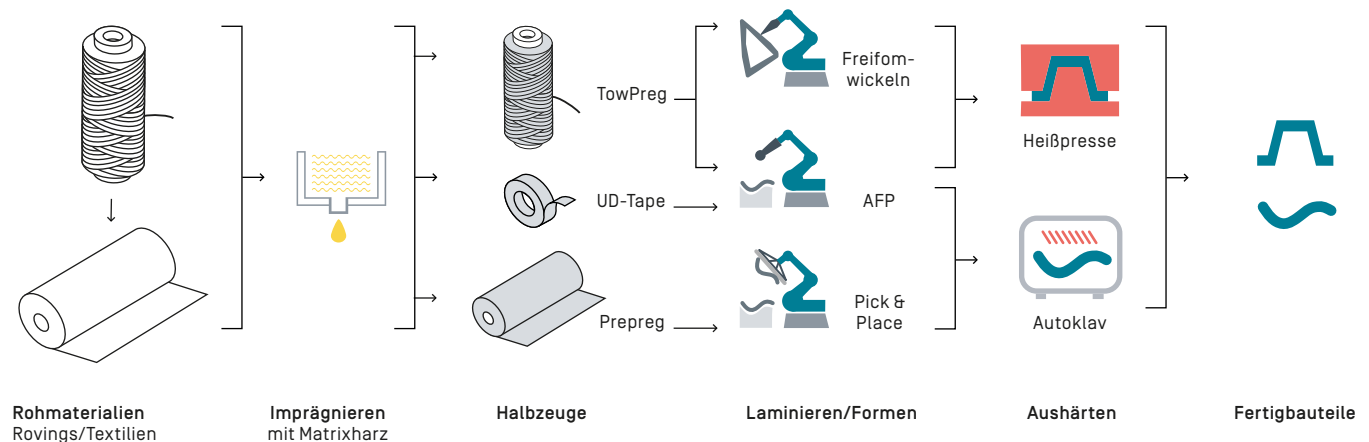 TowPreg
UD-Tape
Prepreg
Freifom-
wickeln
AFP
Pick &
Place
Heißpresse
Autoklav
Rohmaterialien
Rovings/Textilien
Imprägnieren
mit Matrixharz
Halbzeuge
Laminieren/Formen
Aushärten
Fertigbauteile